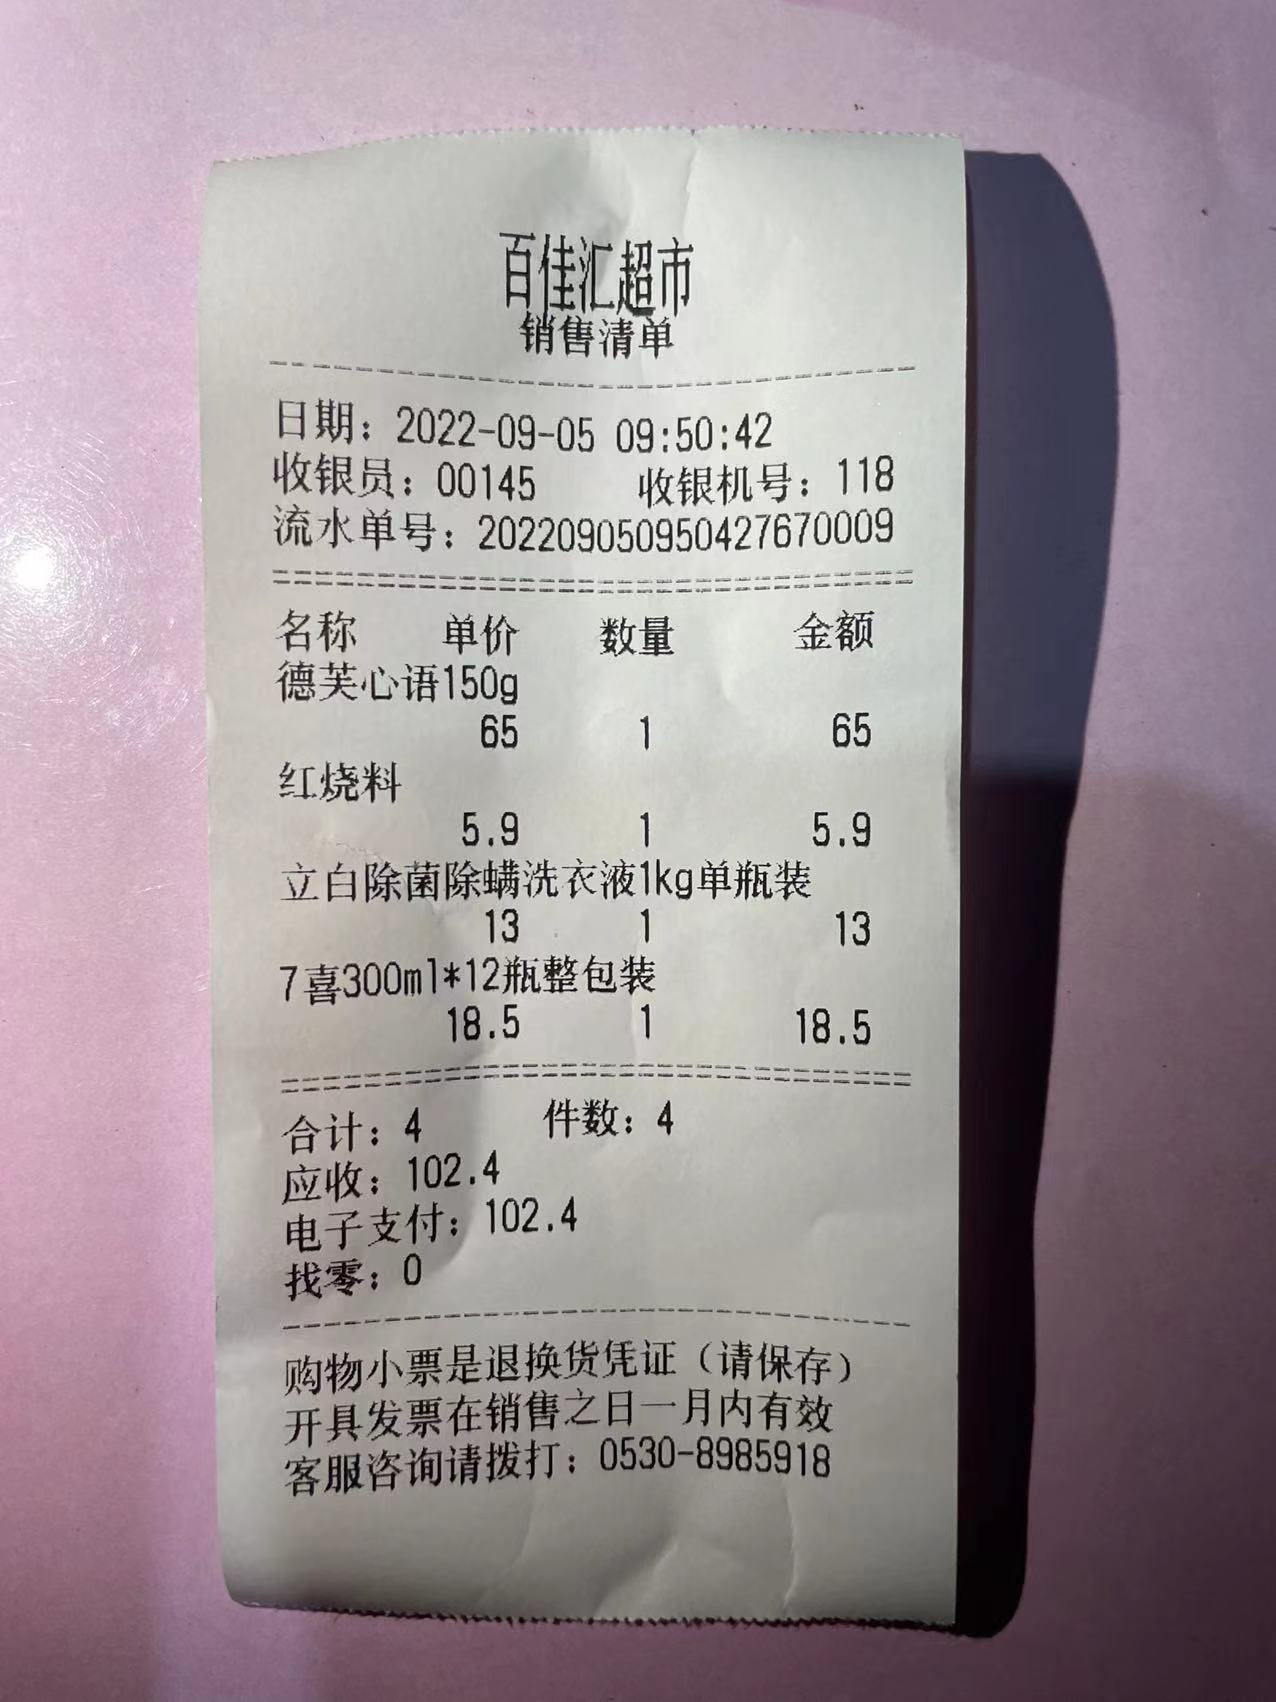 百佳汇超市
销售清单
日期：2022-09-05 09:50:42
收银员：00145 收银机号：118
流水单号：202209050950427670009
名称 单价 数量 金额
德芙心语150g
65 1 65
红烧料
5.9 1 5.9
立白除菌除螨洗衣液1kg单瓶装
13 1 13
7喜300ml*12瓶整包装
18.5 1 18.5
合计：4 件数：4
应收：102.4
电子支付：102.4
找零：0
购物小票是退换货凭证（请保存）
开具发票在销售之日一月内有效
客服咨询请拨打：0530-8985918